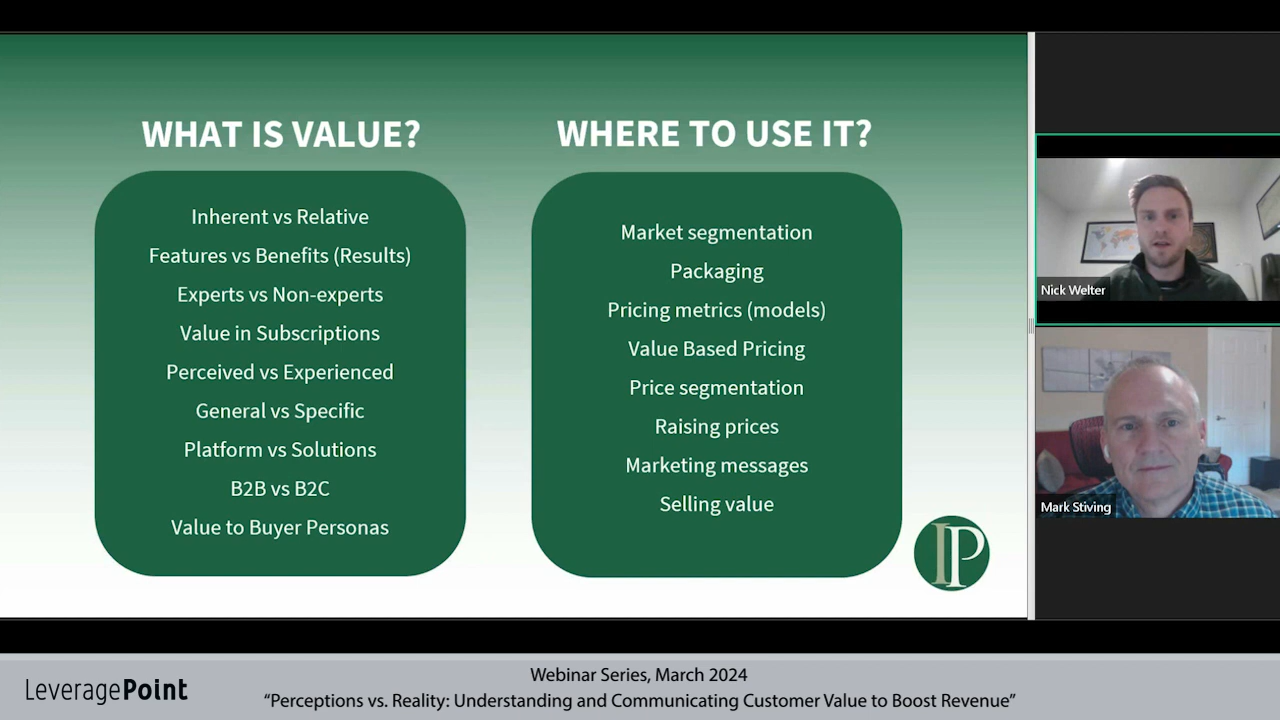 WHAT IS VALUE?
Inherent vs Relative
Features vs Benefits (Results)
Experts vs Non-experts
Value in Subscriptions
Perceived vs Experienced
General vs Specific
Platform vs Solutions
B2B vs B2C
Value to Buyer Personas
WHERE TO USE IT?
Market segmentation
Packaging
Pricing metrics (models)
Value Based Pricing
Price segmentation
Raising prices
Marketing messages
Selling value
IP
Nick Welter
Mark Stiving
LeveragePoint
Webinar Series, March 2024
“Perceptions vs. Reality: Understanding and Communicating Customer Value to Boost Revenue”